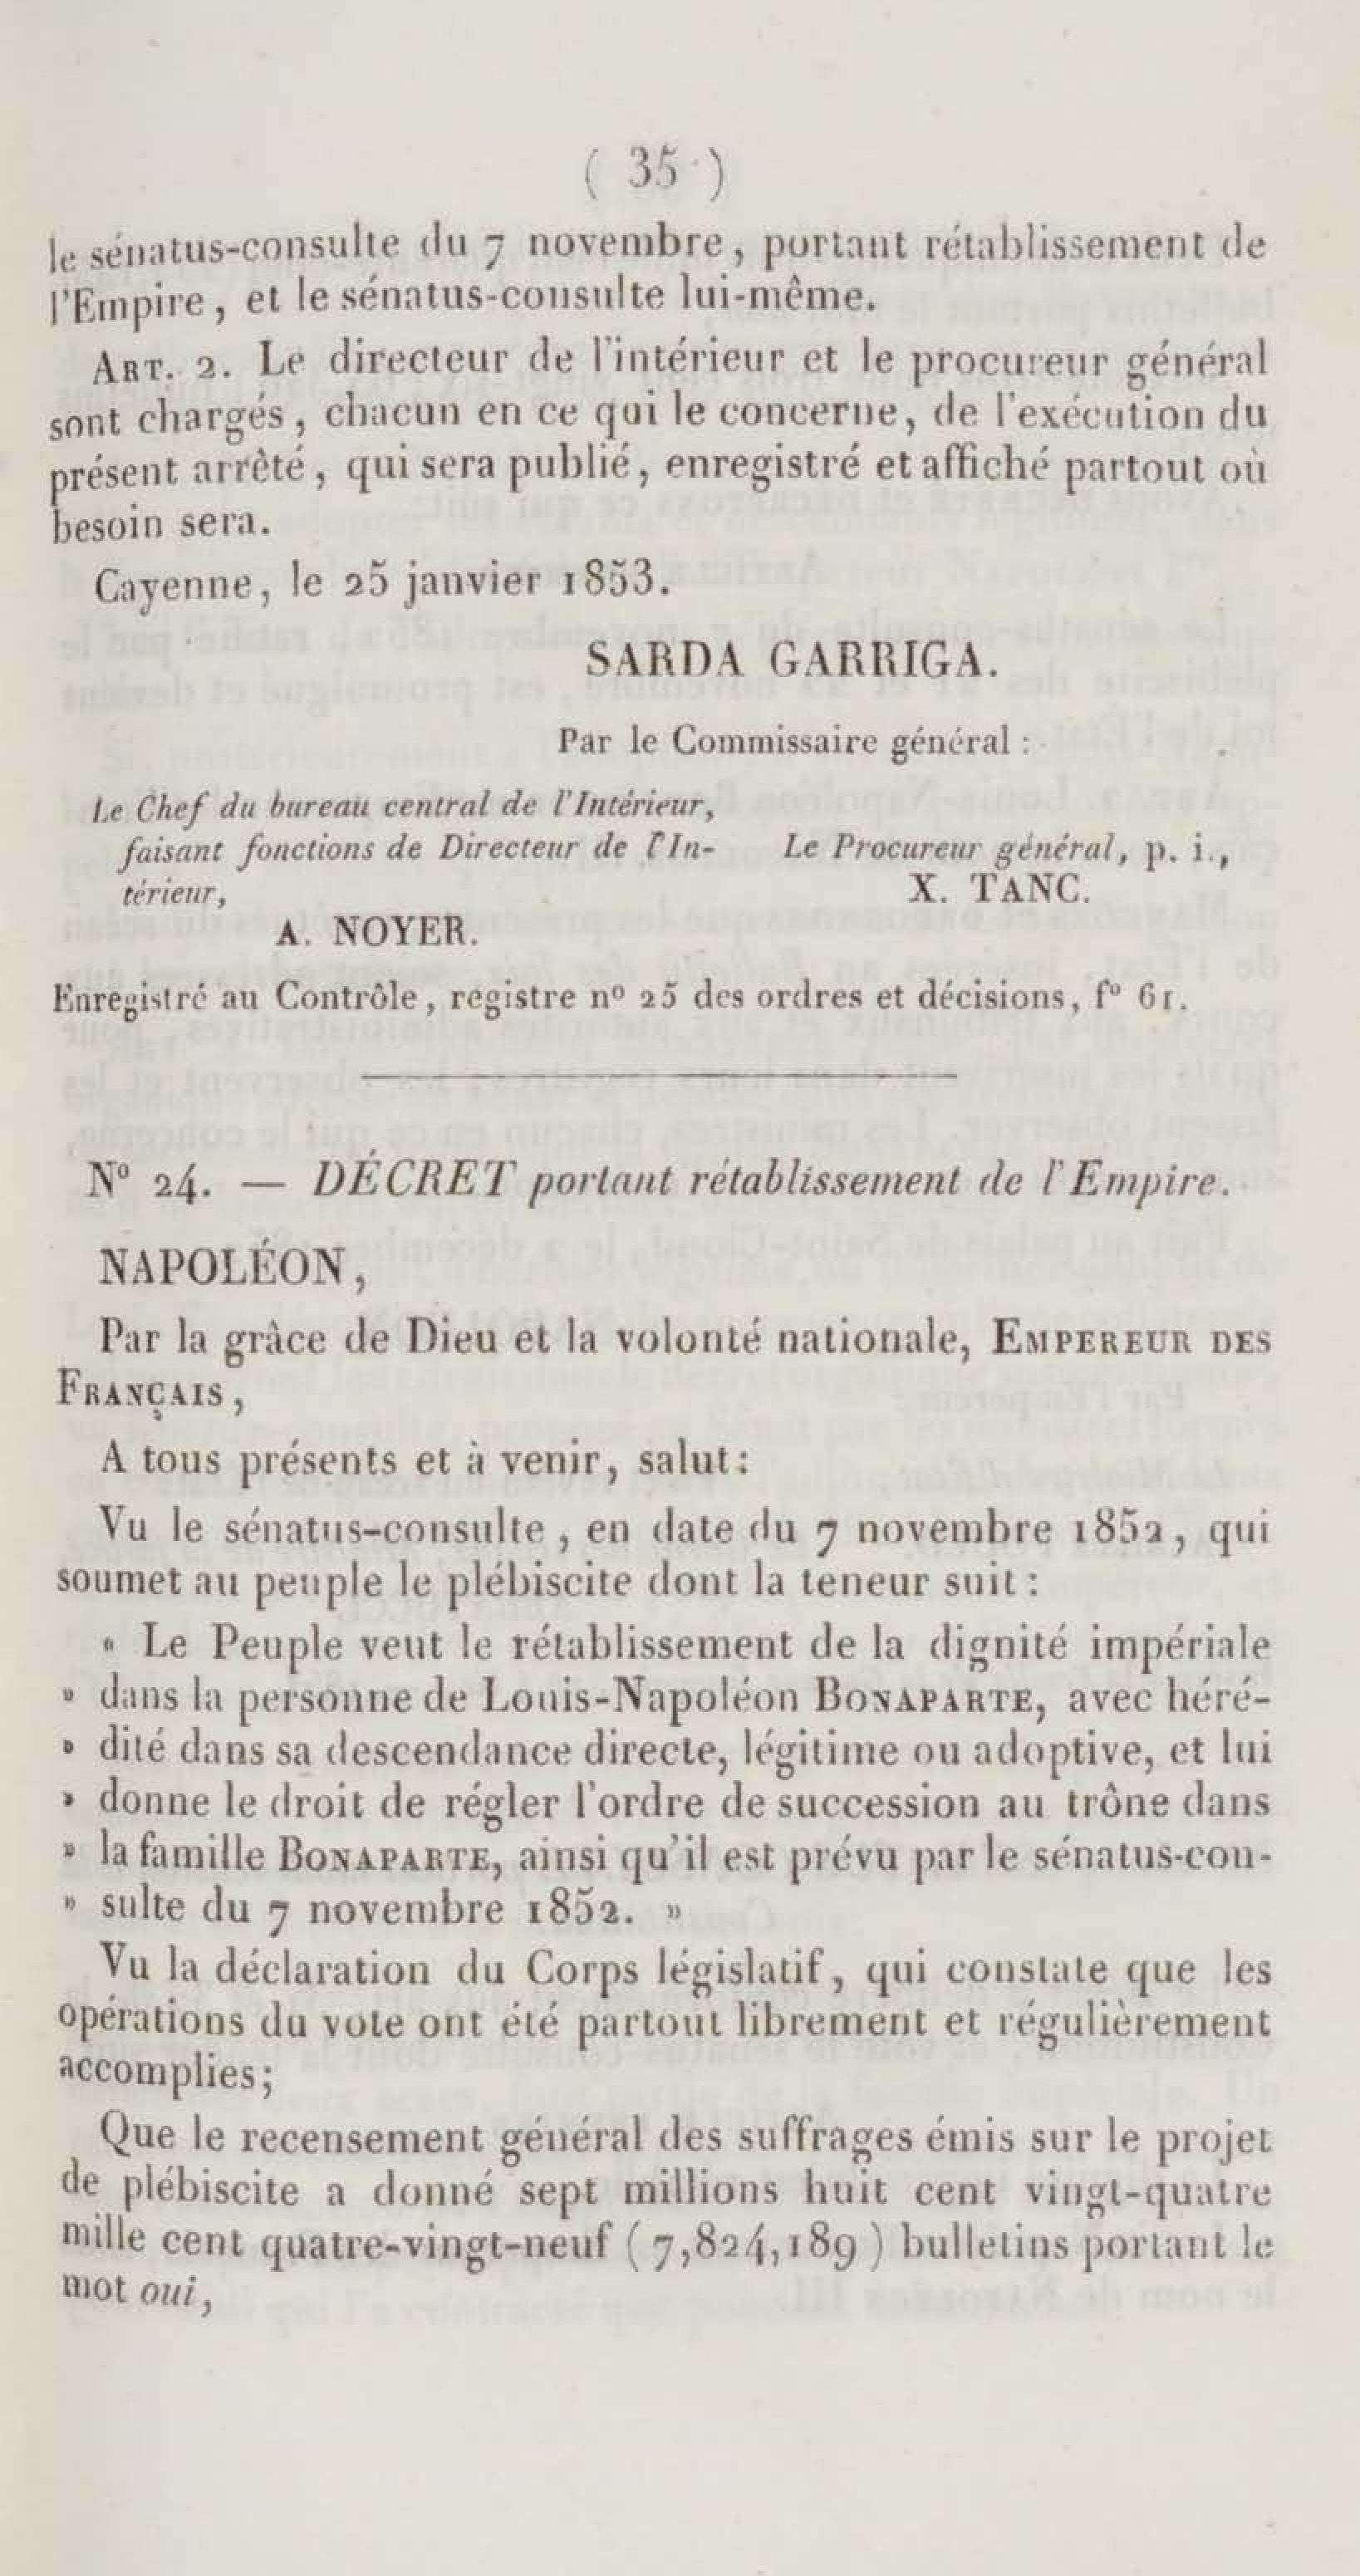 ( 35 )
le sénatus-consulte du 7 novembre, portant rétablissement de
l'Empire, et le sénatus-consulte lui-même.
ART. 2. Le directeur de l'intérieur et le procureur général
sont chargés, chacun en ce qui le concerne, de l'exécution du
présent arrêté, qui sera publié, enregistré et affiché partout où
besoin sera.
Cayenne, le 25 janvier 1853.
SARDA GARRIGA.
Par le Commissaire général :
Le Chef du bureau central de l'Intérieur,
faisant fonctions de Directeur de l'In-
térieur,
A. NOYER.
Le Procureur général, p. i.,
X. TANC.
Enregistré au Contrôle, registre nº 25 des ordres et décisions, fº 61.
Nº 24. — DÉCRET portant rétablissement de l'Empire.
NAPOLÉON,
Par la grâce de Dieu et la volonté nationale, EMPEREUR DES
FRANÇAIS,
A tous présents et à venir, salut :
Vu le sénatus-consulte, en date du 7 novembre 1852, qui
soumet au peuple le plébiscite dont la teneur suit :
« Le Peuple veut le rétablissement de la dignité impériale
» dans la personne de Louis-Napoléon BONAPARTE, avec héré-
» dité dans sa descendance directe, légitime ou adoptive, et lui
» donne le droit de régler l'ordre de succession au trône dans
» la famille BONAPARTE, ainsi qu'il est prévu par le sénatus-con-
» sulte du 7 novembre 1852. »
Vu la déclaration du Corps législatif, qui constate que les
opérations du vote ont été partout librement et régulièrement
accomplies;
Que le recensement général des suffrages émis sur le projet
de plébiscite a donné sept millions huit cent vingt-quatre
mille cent quatre-vingt-neuf (7,824,189) bulletins portant le
mot oui,